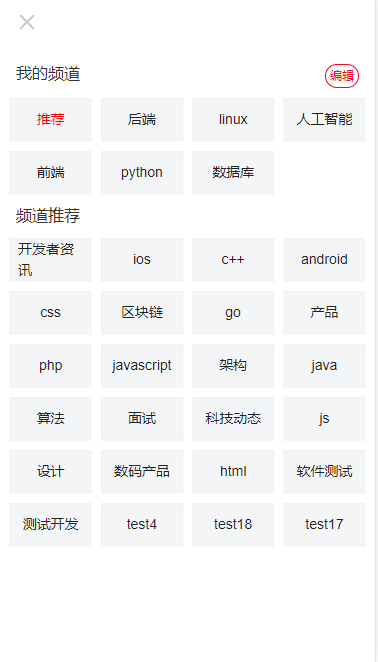 我的频道 编辑
推荐 后端 linux 人工智能
前端 python 数据库
频道推荐
开发者资讯 ios c++ android
css 区块链 go 产品
php javascript 架构 java
算法 面试 科技动态 js
设计 数码产品 html 软件测试
测试开发 test4 test18 test17